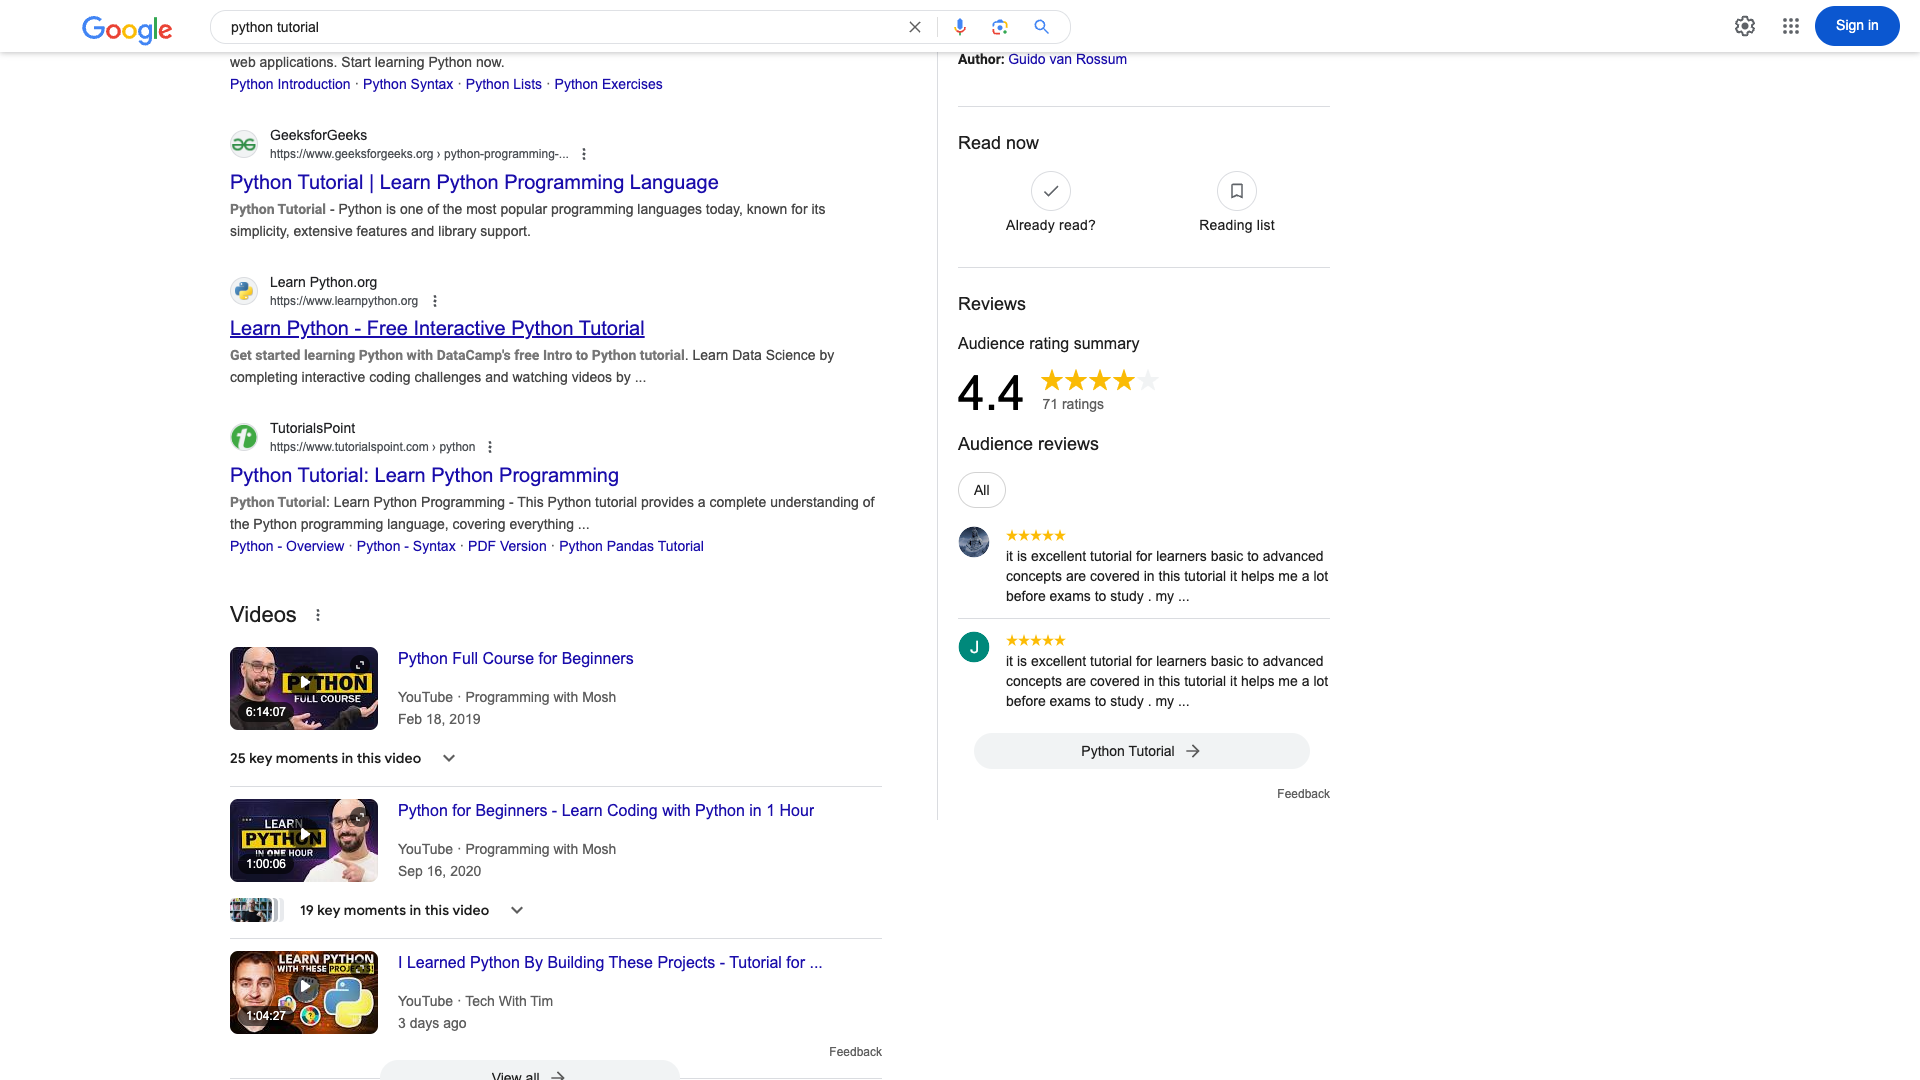 Google
python tutorial
Sign in
web applications. Start learning Python now.
Python Introduction · Python Syntax · Python Lists · Python Exercises
GeeksforGeeks
https://www.geeksforgeeks.org › python-programming-...
Python Tutorial | Learn Python Programming Language
Python Tutorial - Python is one of the most popular programming languages today, known for its
simplicity, extensive features and library support.
Learn Python.org
https://www.learnpython.org
Learn Python - Free Interactive Python Tutorial
Get started learning Python with DataCamp's free Intro to Python tutorial. Learn Data Science by
completing interactive coding challenges and watching videos by ...
TutorialsPoint
https://www.tutorialspoint.com › python
Python Tutorial: Learn Python Programming
Python Tutorial: Learn Python Programming - This Python tutorial provides a complete understanding of
the Python programming language, covering everything ...
Python - Overview · Python - Syntax · PDF Version · Python Pandas Tutorial
Videos
PYTHON
FULL COURSE
6:14:07
Python Full Course for Beginners
YouTube · Programming with Mosh
Feb 18, 2019
25 key moments in this video
LEARN
PYTHON
IN ONE HOUR
1:00:06
Python for Beginners - Learn Coding with Python in 1 Hour
YouTube · Programming with Mosh
Sep 16, 2020
19 key moments in this video
LEARN PYTHON
WITH THESE PROJECTS!
1:04:27
I Learned Python By Building These Projects - Tutorial for ...
YouTube · Tech With Tim
3 days ago
Feedback
View all
Author: Guido van Rossum
Read now
Already read?
Reading list
Reviews
Audience rating summary
4.4
71 ratings
Audience reviews
All
it is excellent tutorial for learners basic to advanced
concepts are covered in this tutorial it helps me a lot
before exams to study . my ...
J
it is excellent tutorial for learners basic to advanced
concepts are covered in this tutorial it helps me a lot
before exams to study . my ...
Python Tutorial
Feedback